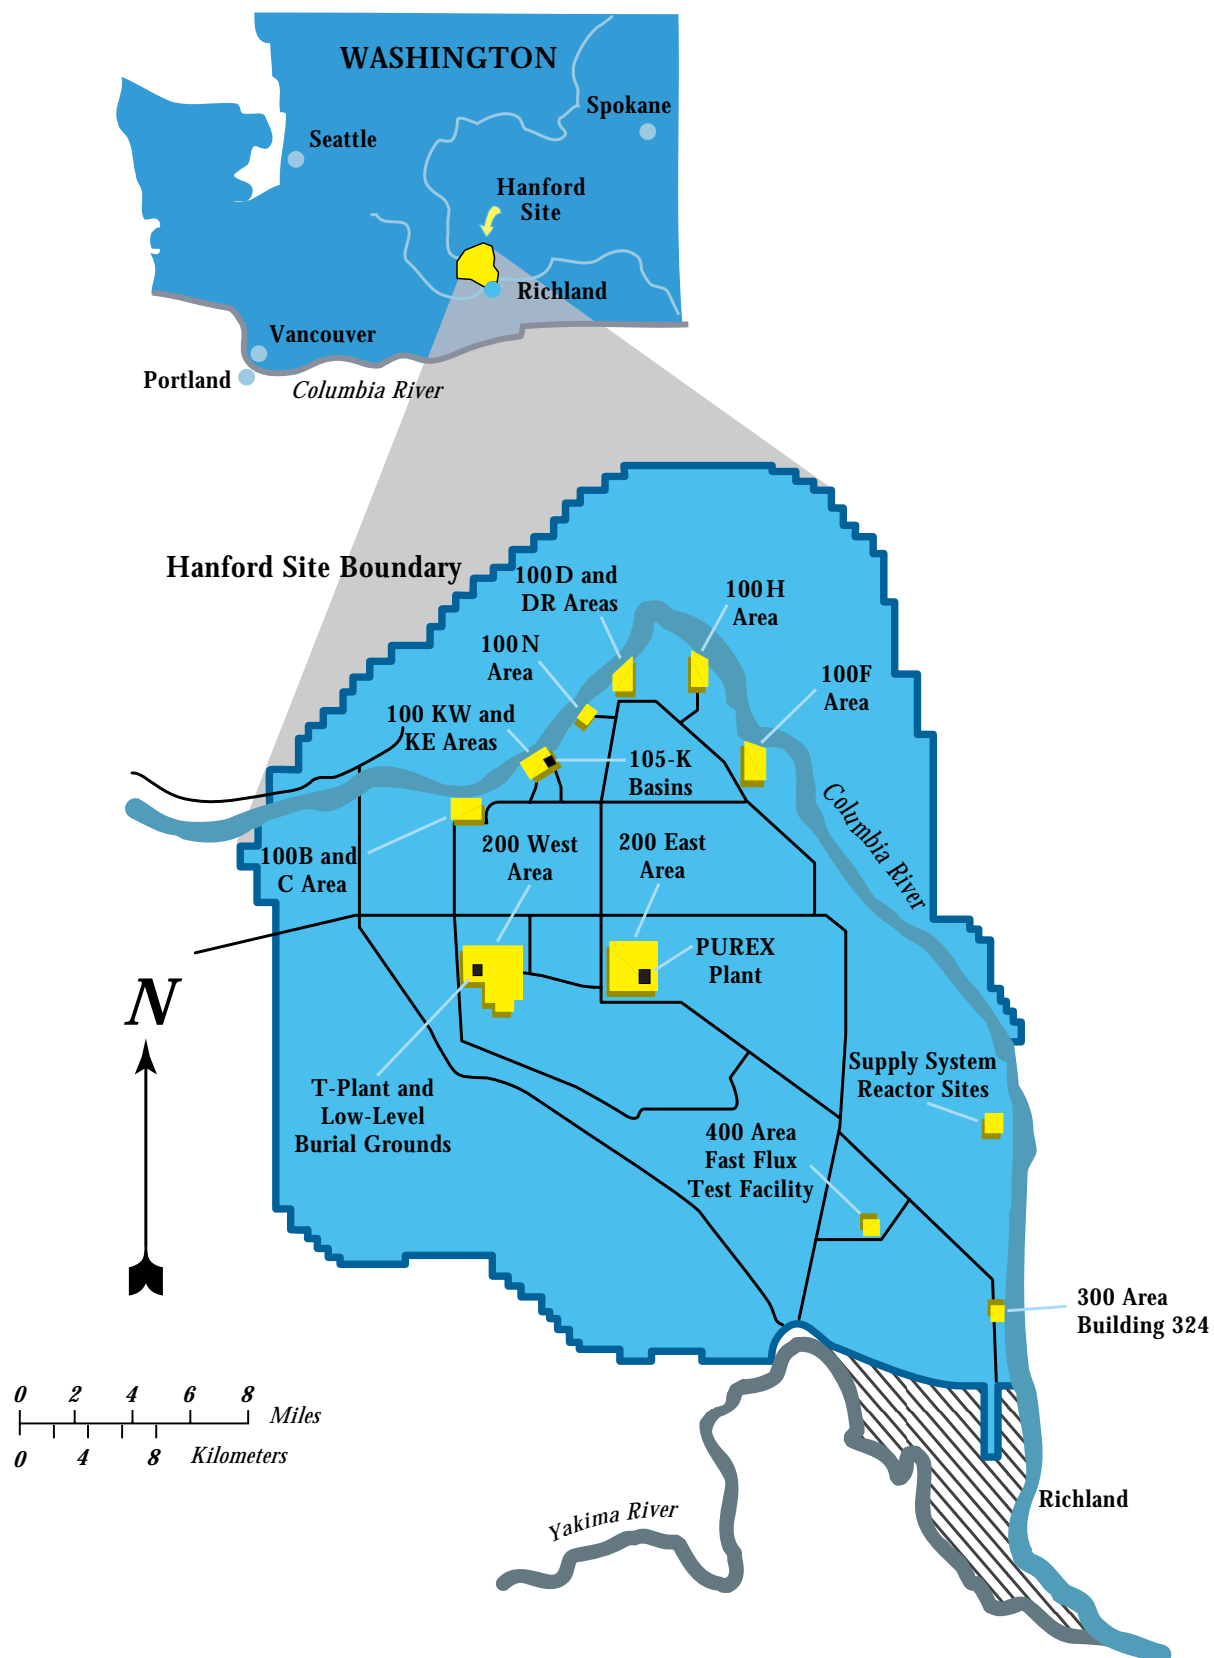 WASHINGTON
Spokane
Seattle
Hanford
Site
Richland
Vancouver
Portland
Columbia River
Hanford Site Boundary
100D and
DR Areas
100H
Area
100N
Area
100F
Area
100 KW and
KE Areas
105-K
Basins
Columbia River
100B and
C Area
200 West
Area
200 East
Area
PUREX
Plant
N
T-Plant and
Low-Level
Burial Grounds
Supply System
Reactor Sites
400 Area
Fast Flux
Test Facility
300 Area
Building 324
0 2 4 6 8 Miles
0 4 8 Kilometers
Yakima River
Richland